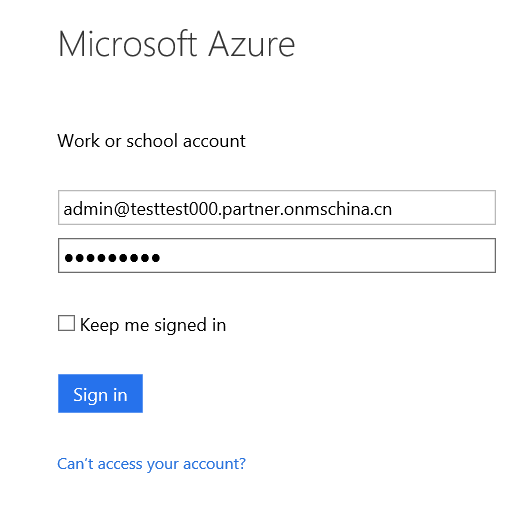 Microsoft Azure
Work or school account
admin@testtest000.partner.onmschina.cn
●●●●●●●●●
Keep me signed in
Sign in
Can't access your account?